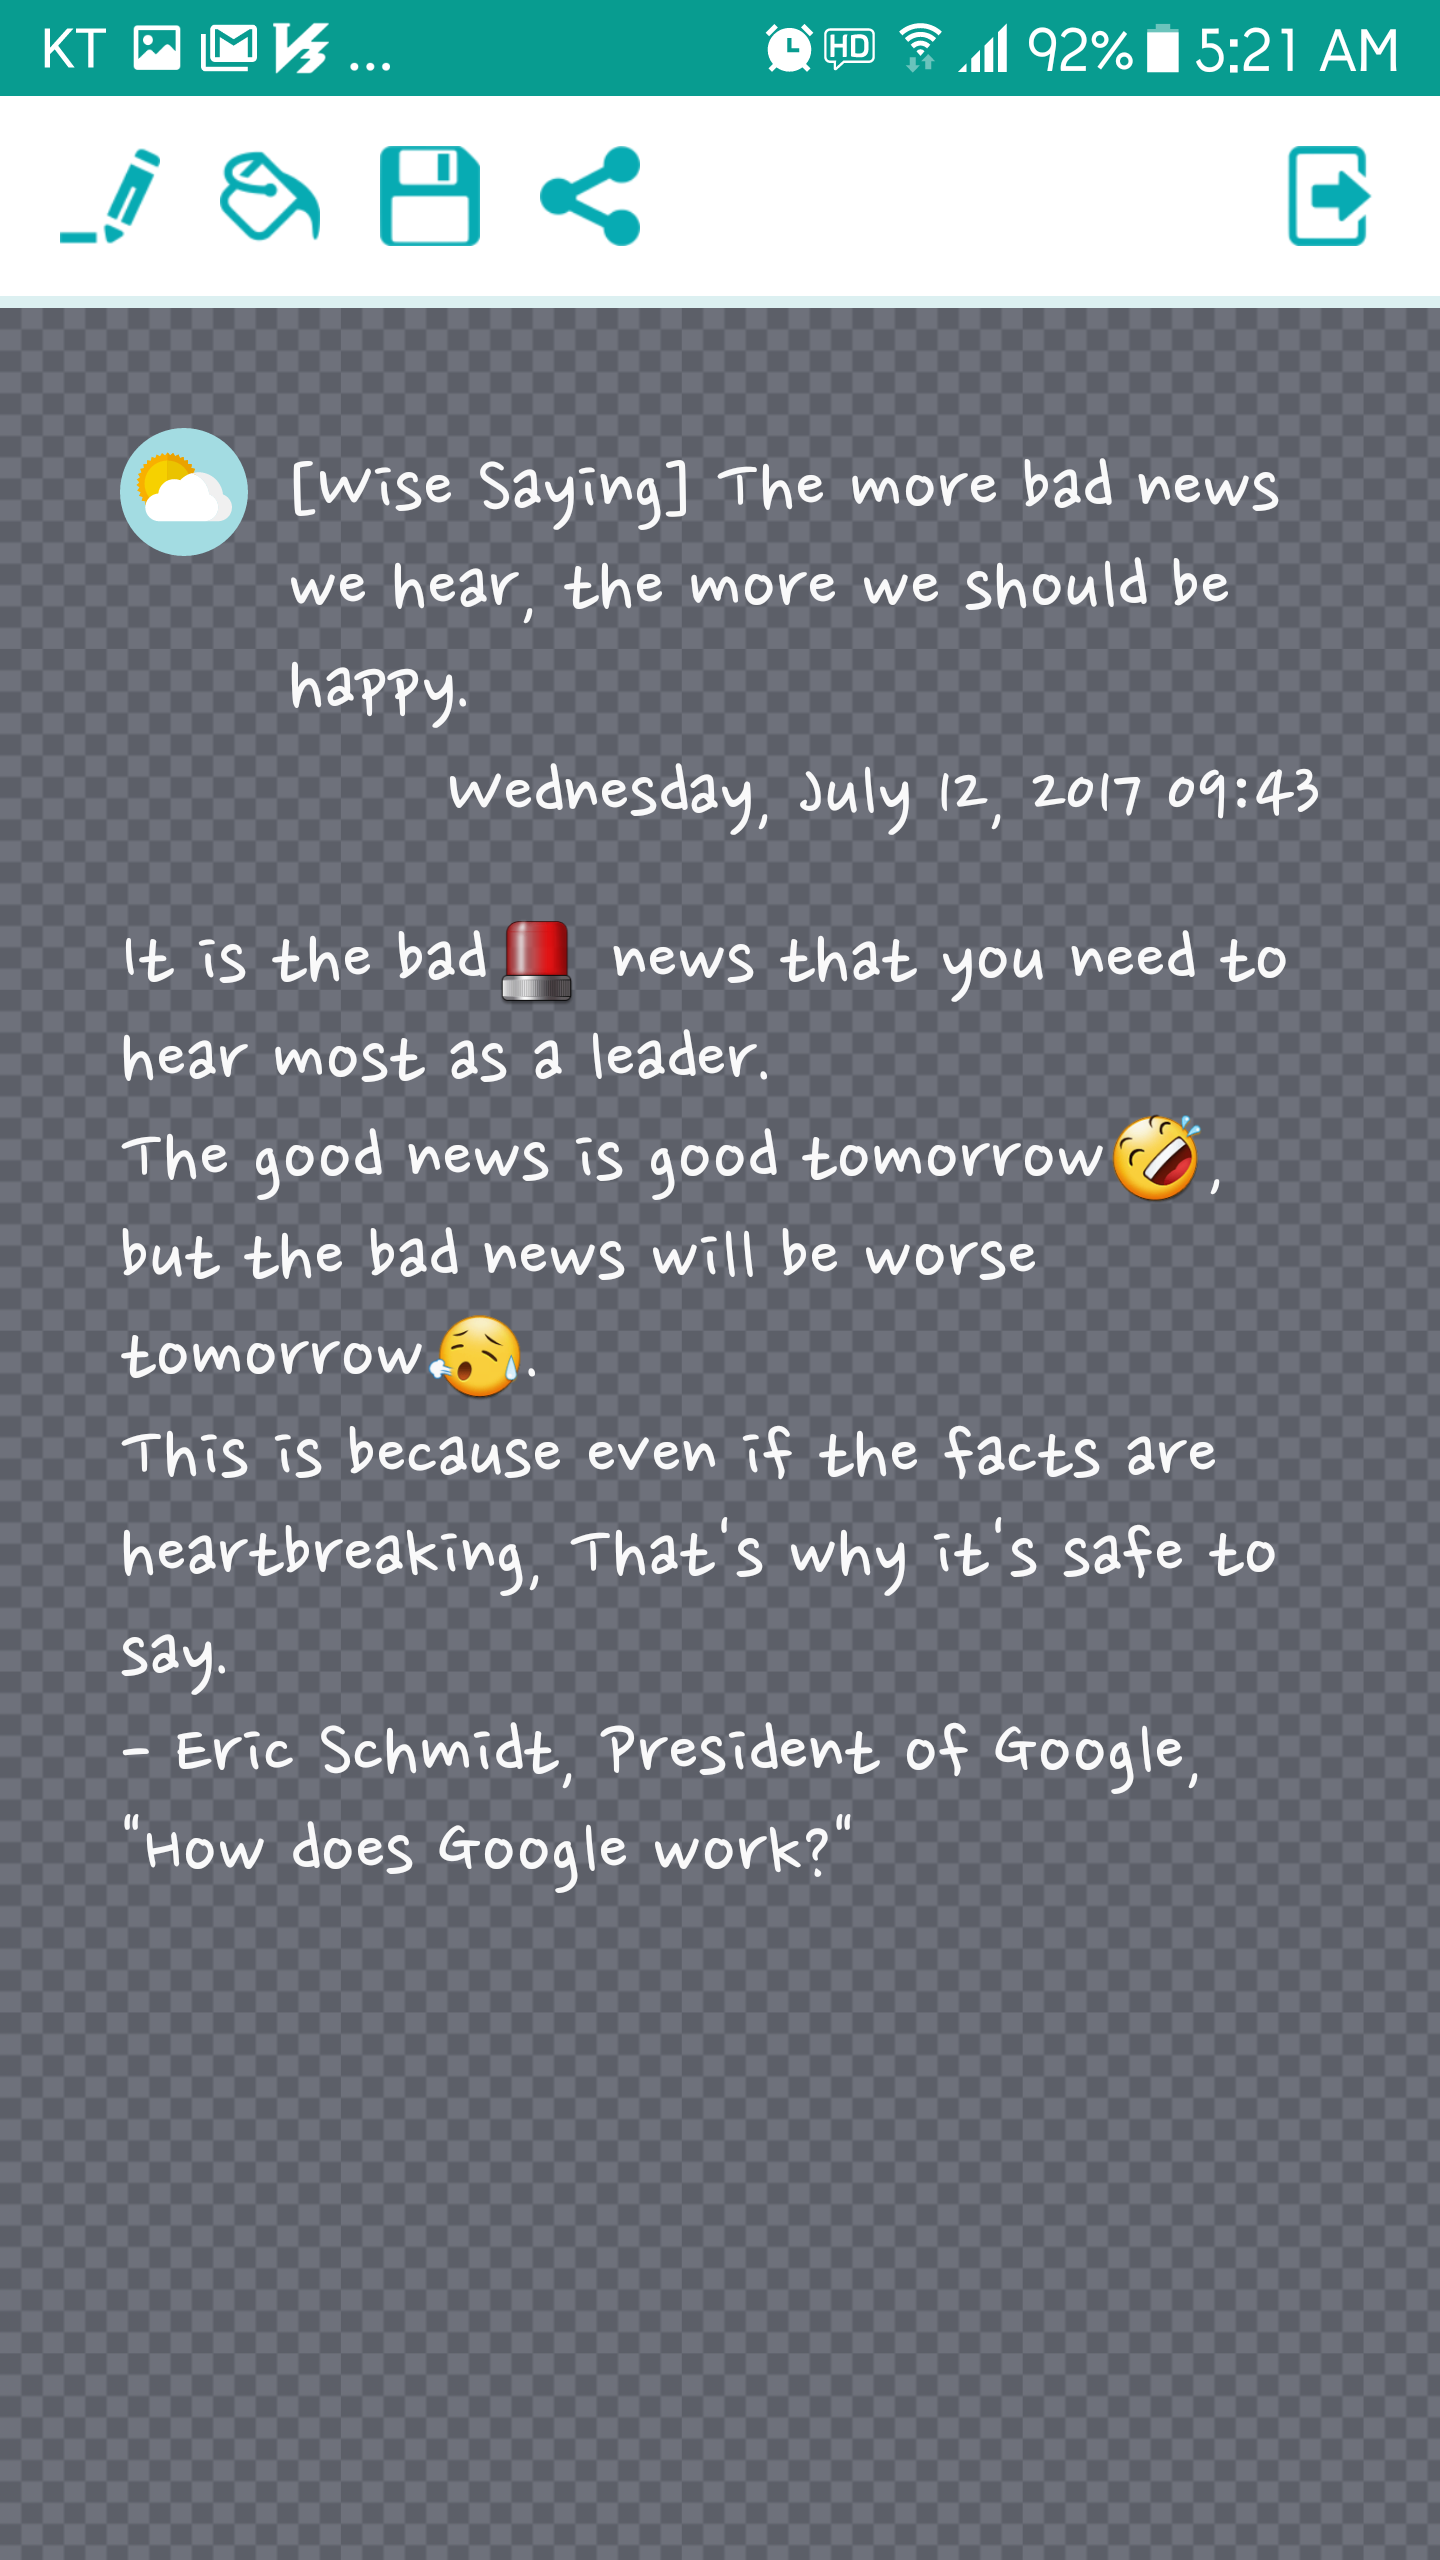 KT ... HD 92% 5:21 AM
[Wise Saying] The more bad news
we hear, the more we should be
happy.
Wednesday, July 12, 2017 09:43
It is the bad🚨 news that you need to
hear most as a leader.
The good news is good tomorrow🤣,
but the bad news will be worse
tomorrow😥.
This is because even if the facts are
heartbreaking, That's why it's safe to
say.
- Eric Schmidt, President of Google,
"How does Google work?"